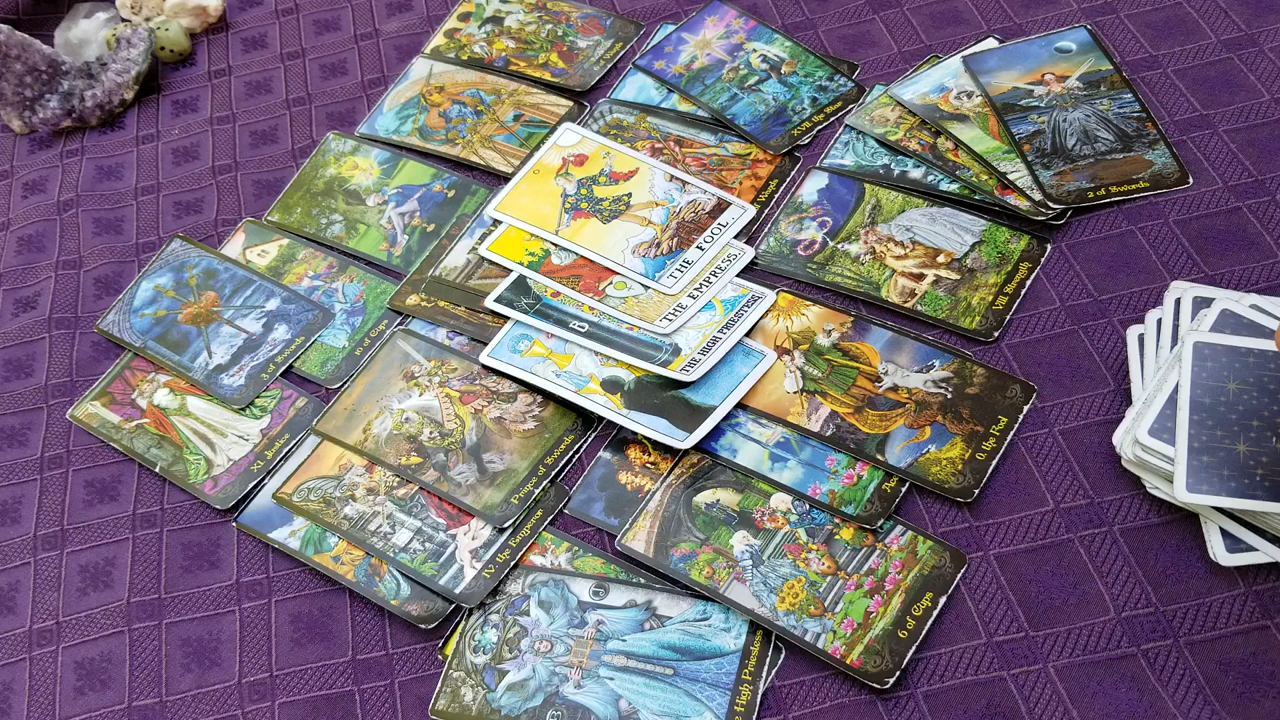 XVII the Star
2 of Swords
THE FOOL.
Wands
VIII Strength
THE EMPRESS.
THE HIGH PRIESTESS
B
3 of Swords
10 of Cups
XI Justice
Prince of Swords
0. the Fool
IV. the Emperor
6 of Cups
High Priestess
J
B